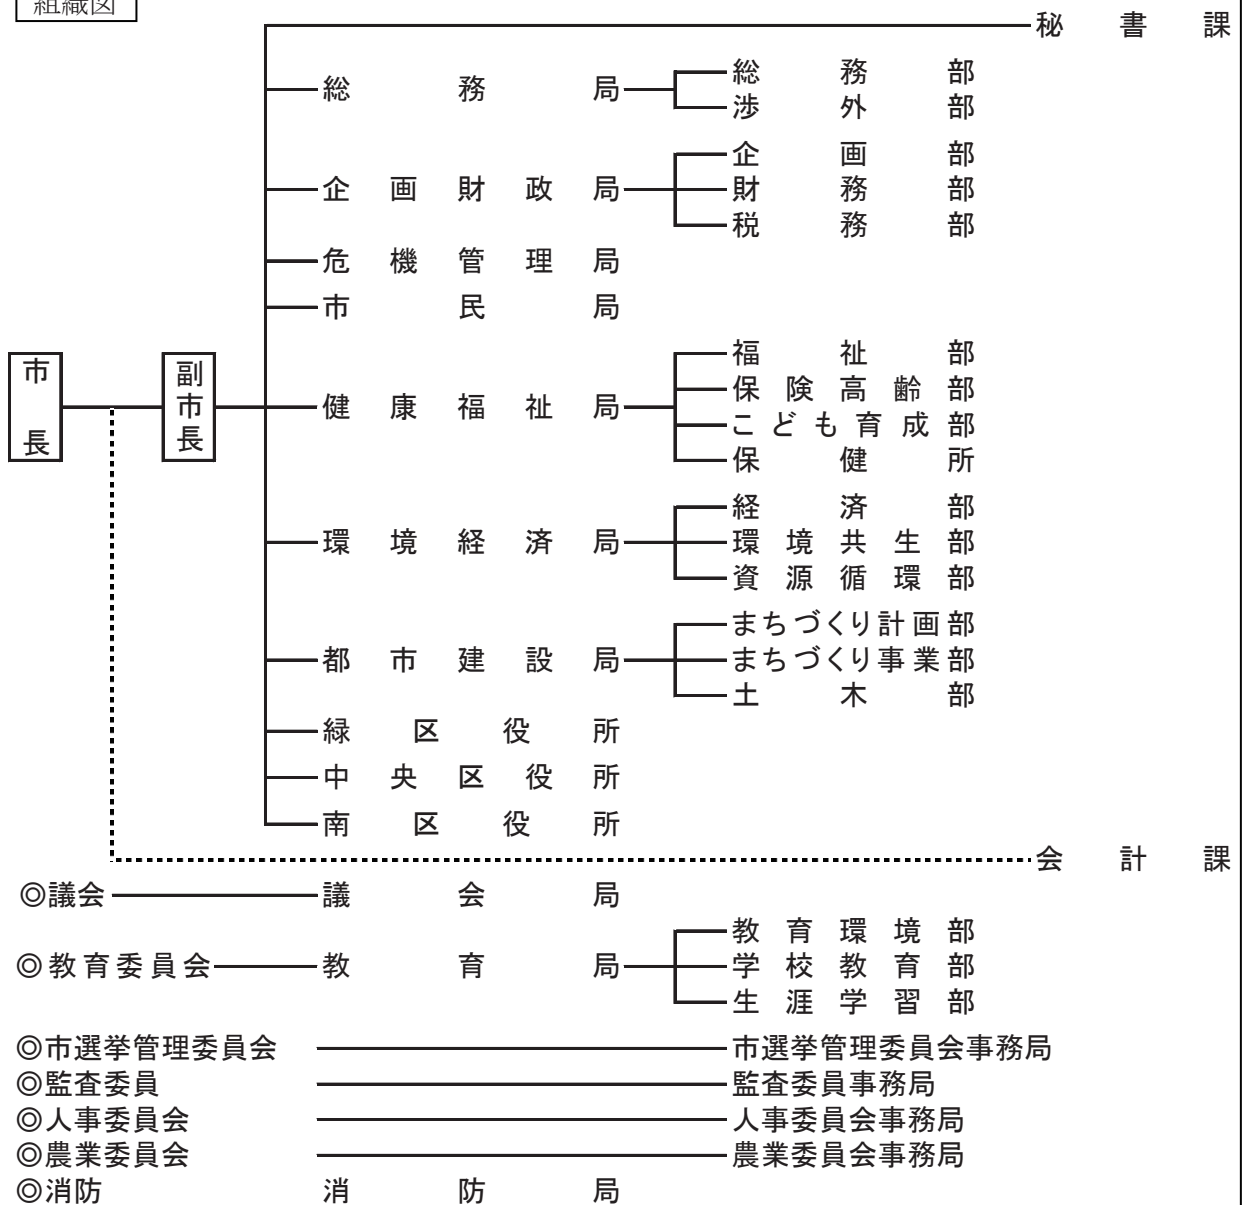 組織図
秘書課
総務局
総務部
渉外部
企画財政局
企画部
財務部
税務部
危機管理局
市民局
市長
副市長
健康福祉局
福祉部
保険高齢部
こども育成部
保健所
環境経済局
経済部
環境共生部
資源循環部
都市建設局
まちづくり計画部
まちづくり事業部
土木部
緑区役所
中央区役所
南区役所
会計課
◎議会 議会局
◎教育委員会 教育局
教育環境部
学校教育部
生涯学習部
◎市選挙管理委員会 市選挙管理委員会事務局
◎監査委員 監査委員事務局
◎人事委員会 人事委員会事務局
◎農業委員会 農業委員会事務局
◎消防 消防局